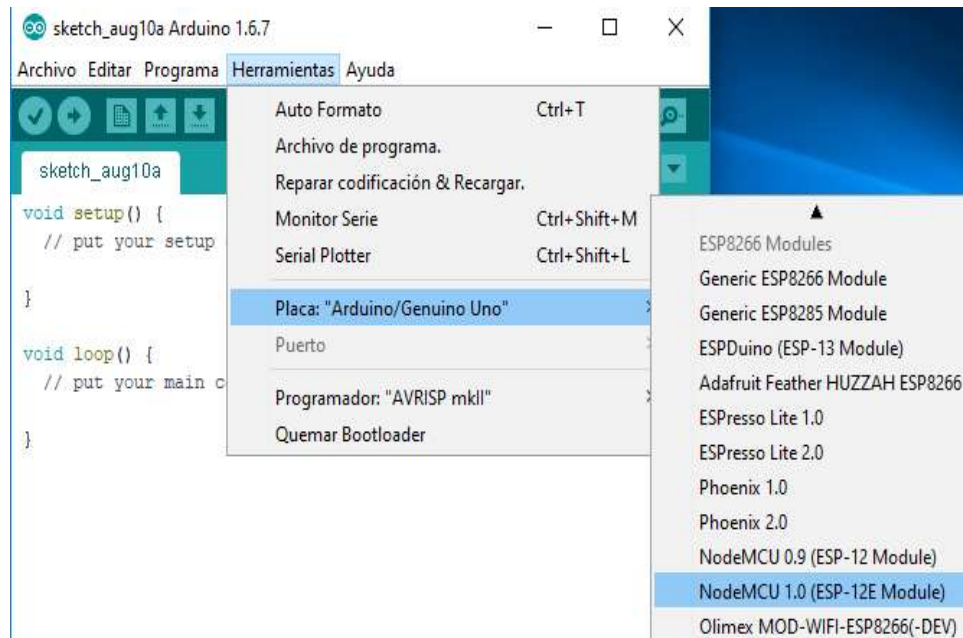 sketch_aug10a Arduino 1.6.7
Archivo Editar Programa Herramientas Ayuda
sketch_aug10a
void setup() {
// put your setup
}
void loop() {
// put your main c
}
Auto Formato Ctrl+T
Archivo de programa.
Reparar codificación & Recargar.
Monitor Serie Ctrl+Shift+M
Serial Plotter Ctrl+Shift+L
Placa: "Arduino/Genuino Uno"
Puerto
Programador: "AVRISP mkII"
Quemar Bootloader
ESP8266 Modules
Generic ESP8266 Module
Generic ESP8285 Module
ESPDuino (ESP-13 Module)
Adafruit Feather HUZZAH ESP8266
ESPresso Lite 1.0
ESPresso Lite 2.0
Phoenix 1.0
Phoenix 2.0
NodeMCU 0.9 (ESP-12 Module)
NodeMCU 1.0 (ESP-12E Module)
Olimex MOD-WIFI-ESP8266(-DEV)